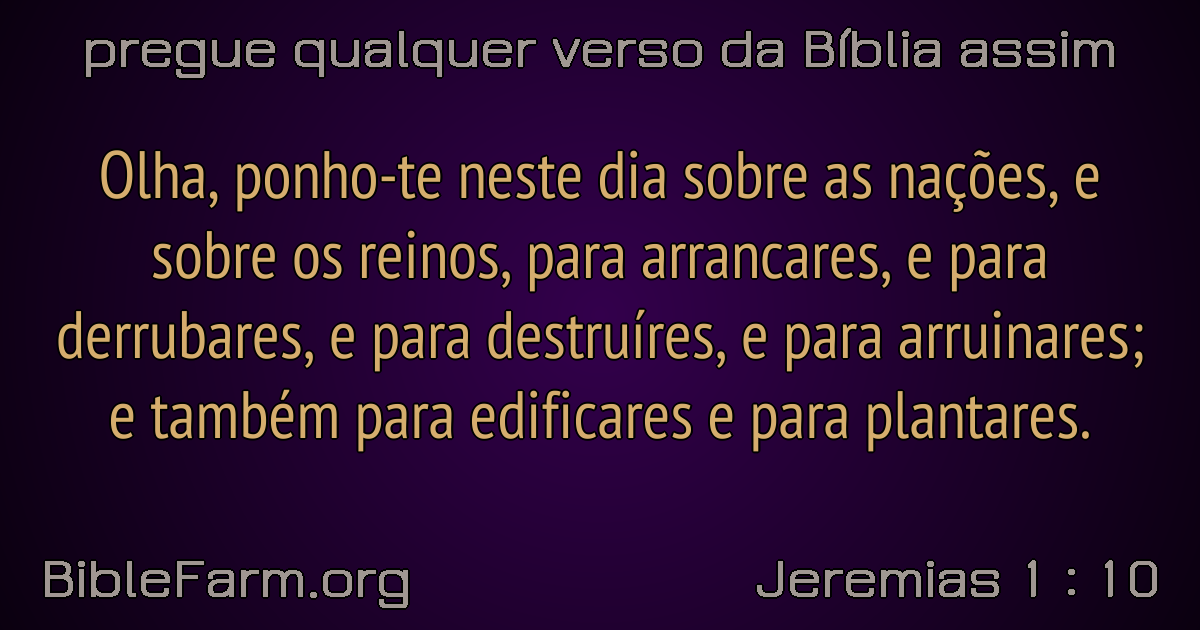 pregue qualquer verso da Bíblia assim
Olha, ponho-te neste dia sobre as nações, e
sobre os reinos, para arrancares, e para
derrubares, e para destruíres, e para arruinares;
e também para edificares e para plantares.
BibleFarm.org
Jeremias 1 : 10